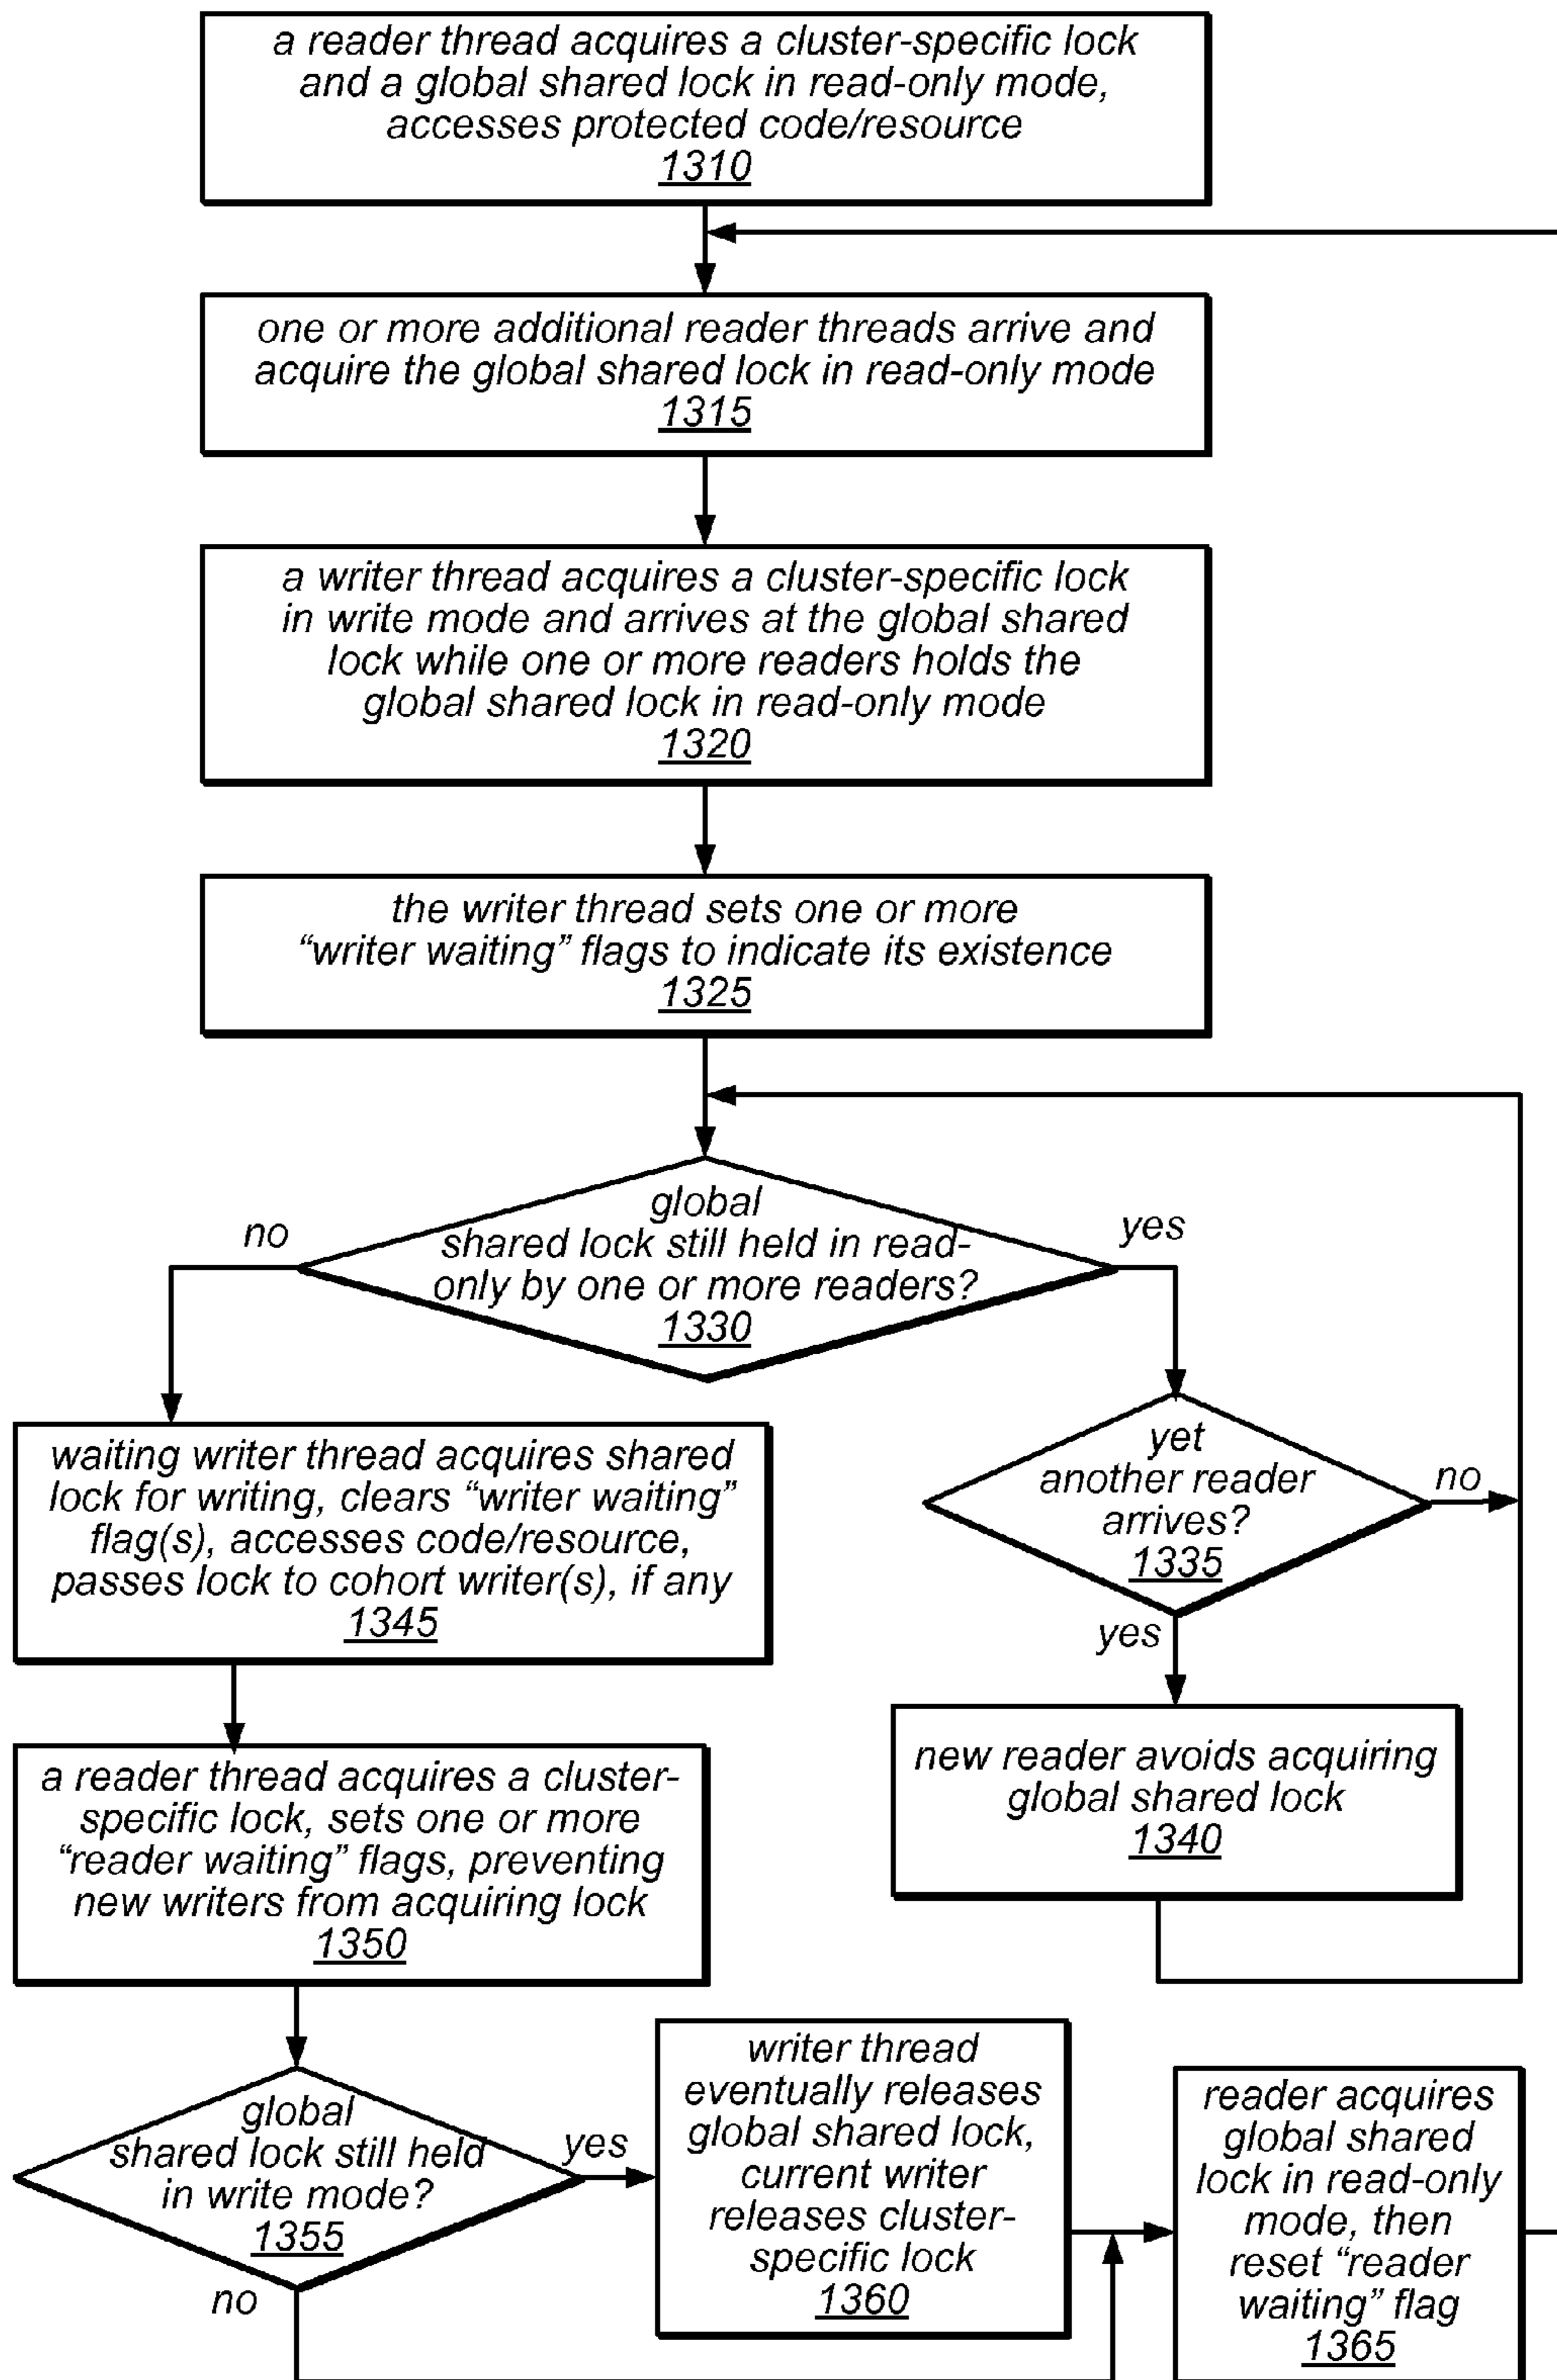 a reader thread acquires a cluster-specific lock
and a global shared lock in read-only mode,
accesses protected code/resource
1310
one or more additional reader threads arrive and
acquire the global shared lock in read-only mode
1315
a writer thread acquires a cluster-specific lock
in write mode and arrives at the global shared
lock while one or more readers holds the
global shared lock in read-only mode
1320
the writer thread sets one or more
“writer waiting” flags to indicate its existence
1325
global
shared lock still held in read-
only by one or more readers?
1330
no
yes
yet
another reader
arrives?
1335
no
yes
waiting writer thread acquires shared
lock for writing, clears “writer waiting”
flag(s), accesses code/resource,
passes lock to cohort writer(s), if any
1345
new reader avoids acquiring
global shared lock
1340
a reader thread acquires a cluster-
specific lock, sets one or more
“reader waiting” flags, preventing
new writers from acquiring lock
1350
global
shared lock still held
in write mode?
1355
yes
no
writer thread
eventually releases
global shared lock,
current writer
releases cluster-
specific lock
1360
reader acquires
global shared
lock in read-only
mode, then
reset “reader
waiting” flag
1365